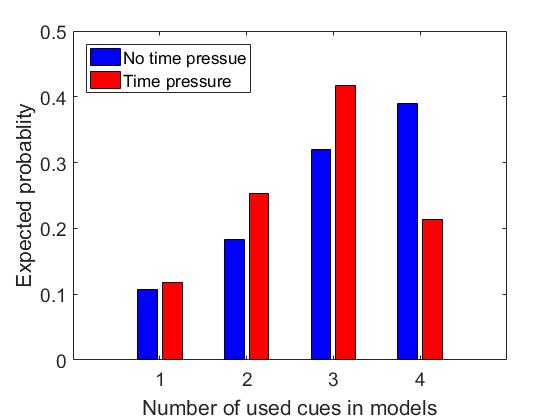 0.5
0.4
0.3
0.2
0.1
0
Expected probablity
No time pressue
Time pressure
1 2 3 4
Number of used cues in models